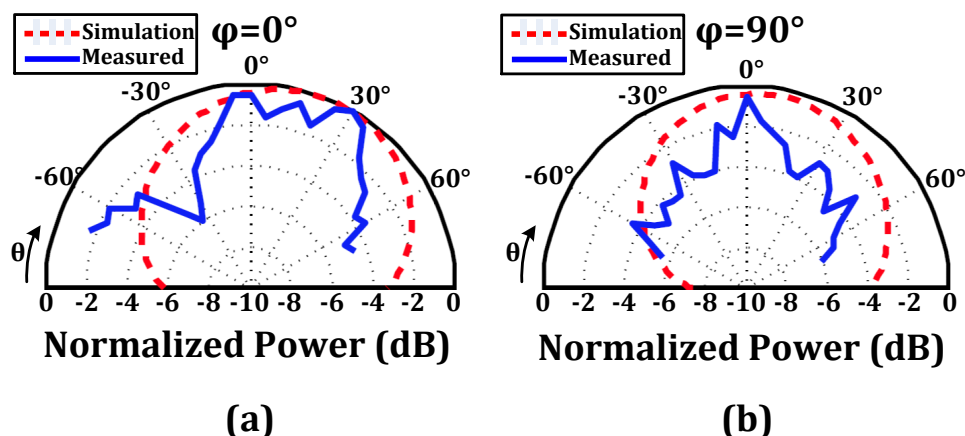 Simulation
Measured
φ=0°
0°
-30°
30°
-60°
60°
θ
0 -2 -4 -6 -8 -10 -8 -6 -4 -2 0
Normalized Power (dB)
(a)
Simulation
Measured
φ=90°
0°
-30°
30°
-60°
60°
θ
0 -2 -4 -6 -8 -10 -8 -6 -4 -2 0
Normalized Power (dB)
(b)